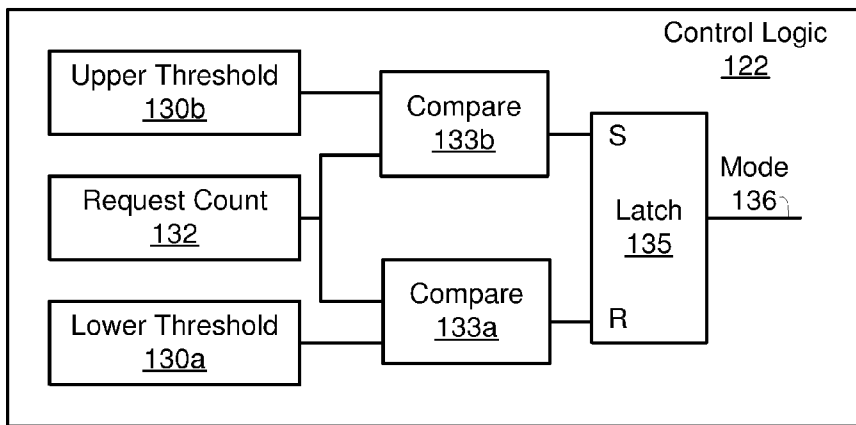 Control Logic
122
Upper Threshold
130b
Compare
133b
S
Request Count
132
Latch
135
Mode
136
Compare
133a
R
Lower Threshold
130a